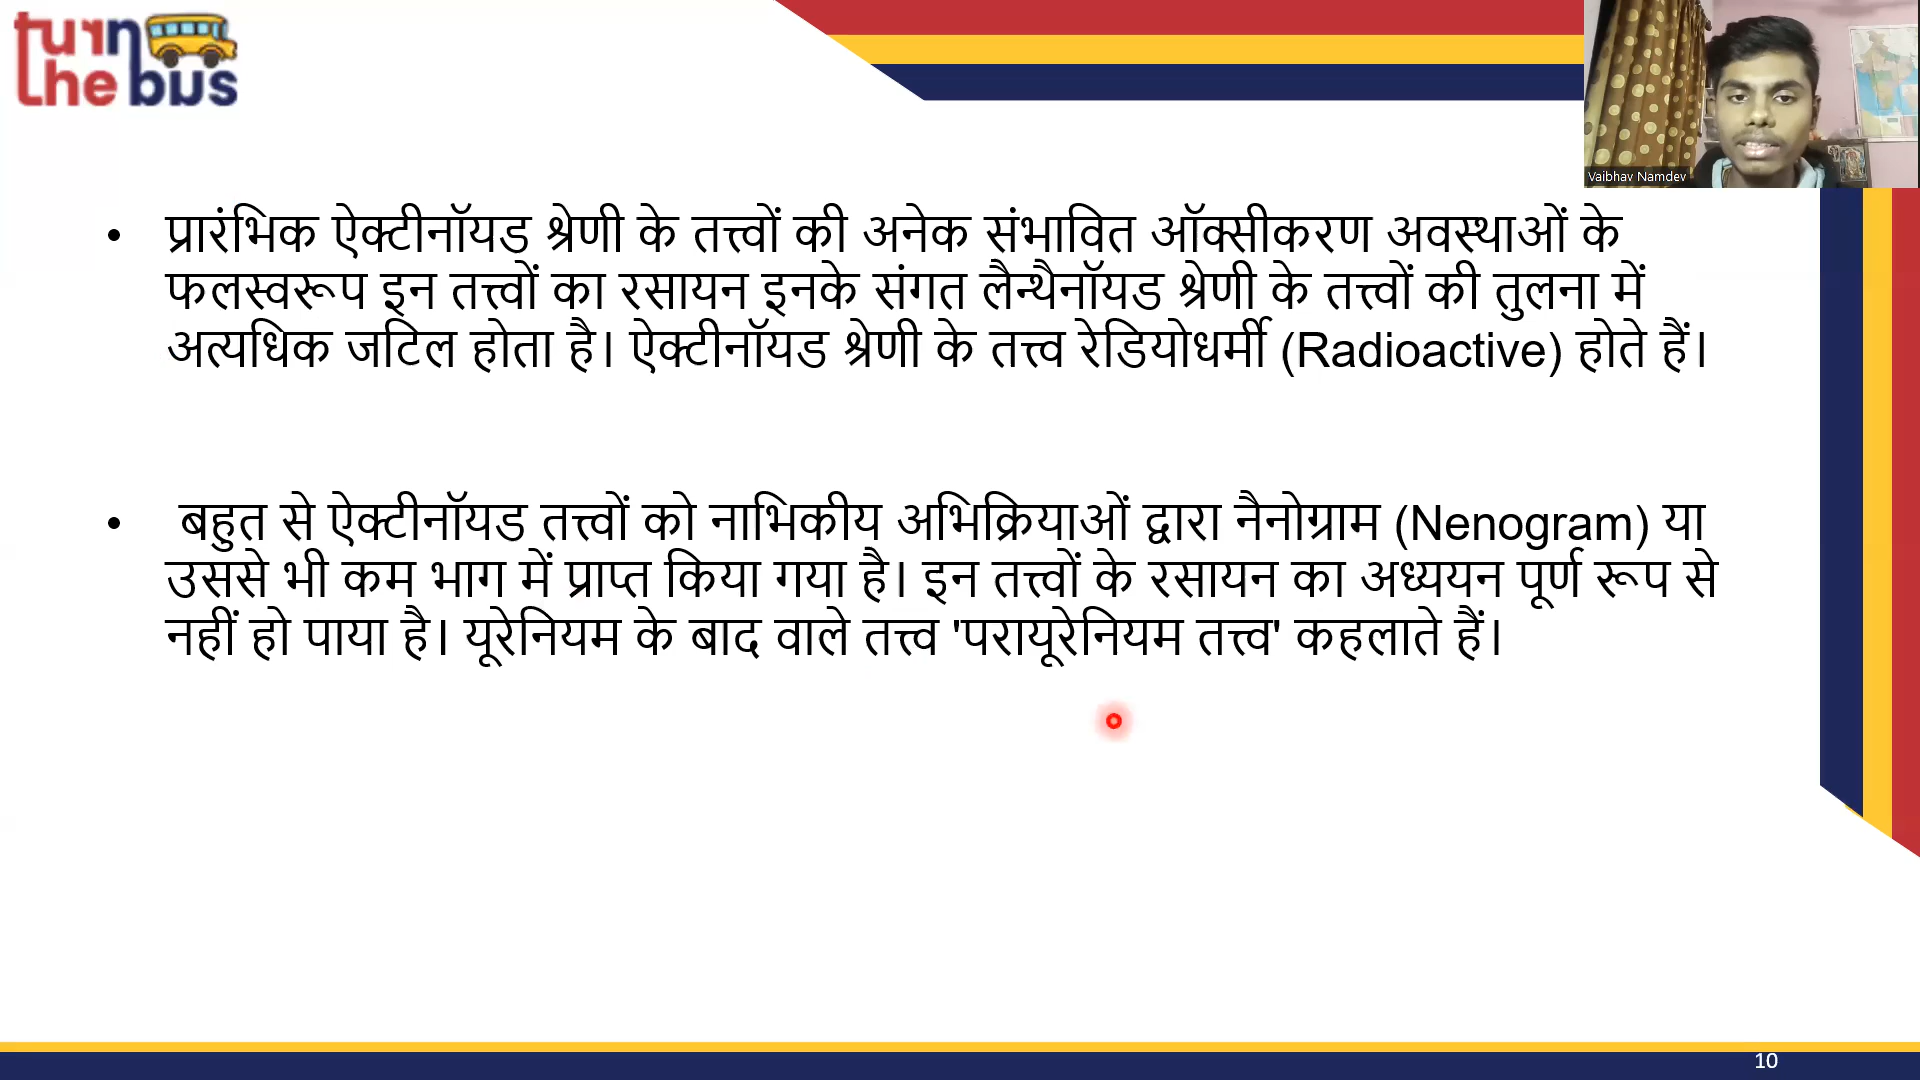 turn
the bus
Vaibhav Namdev
• प्रारंभिक ऐक्टीनॉयड श्रेणी के तत्त्वों की अनेक संभावित ऑक्सीकरण अवस्थाओं के
फलस्वरूप इन तत्त्वों का रसायन इनके संगत लैन्थैनॉयड श्रेणी के तत्त्वों की तुलना में
अत्यधिक जटिल होता है। ऐक्टीनॉयड श्रेणी के तत्त्व रेडियोधर्मी (Radioactive) होते हैं।
• बहुत से ऐक्टीनॉयड तत्त्वों को नाभिकीय अभिक्रियाओं द्वारा नैनोग्राम (Nenogram) या
उससे भी कम भाग में प्राप्त किया गया है। इन तत्त्वों के रसायन का अध्ययन पूर्ण रूप से
नहीं हो पाया है। यूरेनियम के बाद वाले तत्त्व 'परायूरेनियम तत्त्व' कहलाते हैं।
10